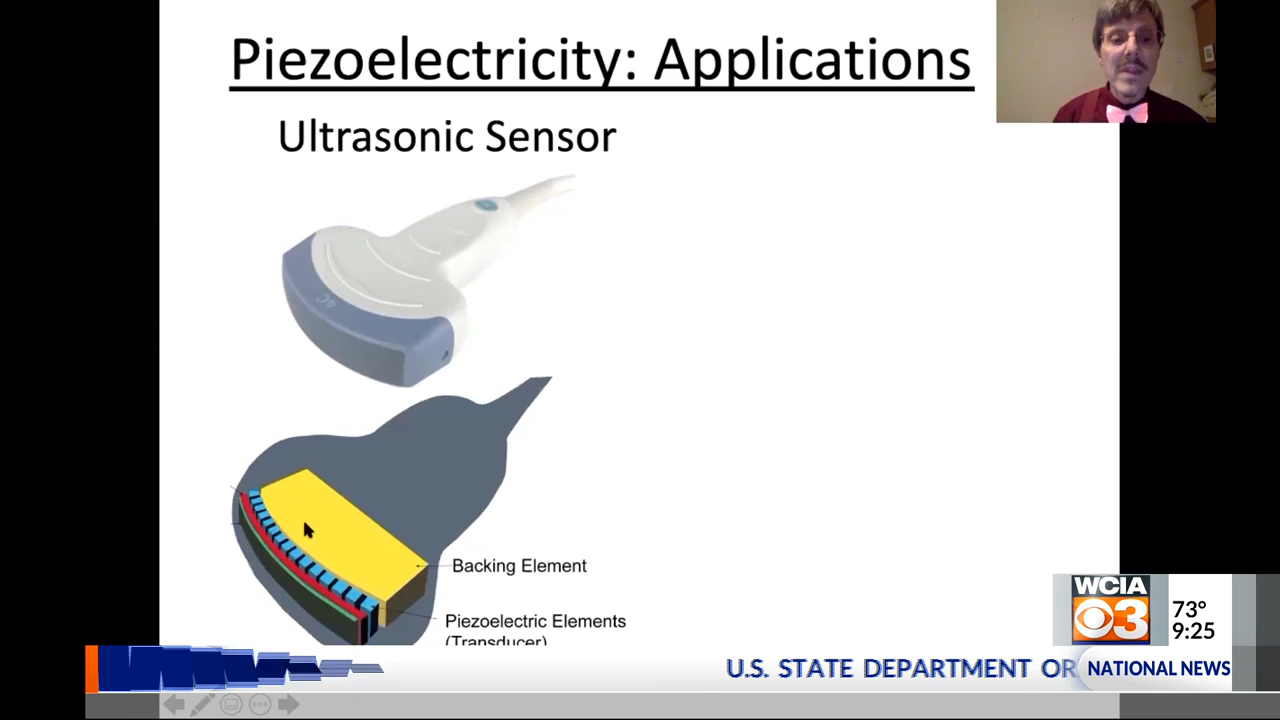 Piezoelectricity: Applications
Ultrasonic Sensor
4C
Backing Element
Piezoelectric Elements
(Transducer)
WCIA
3
73°
9:25
U.S. STATE DEPARTMENT OR
NATIONAL NEWS